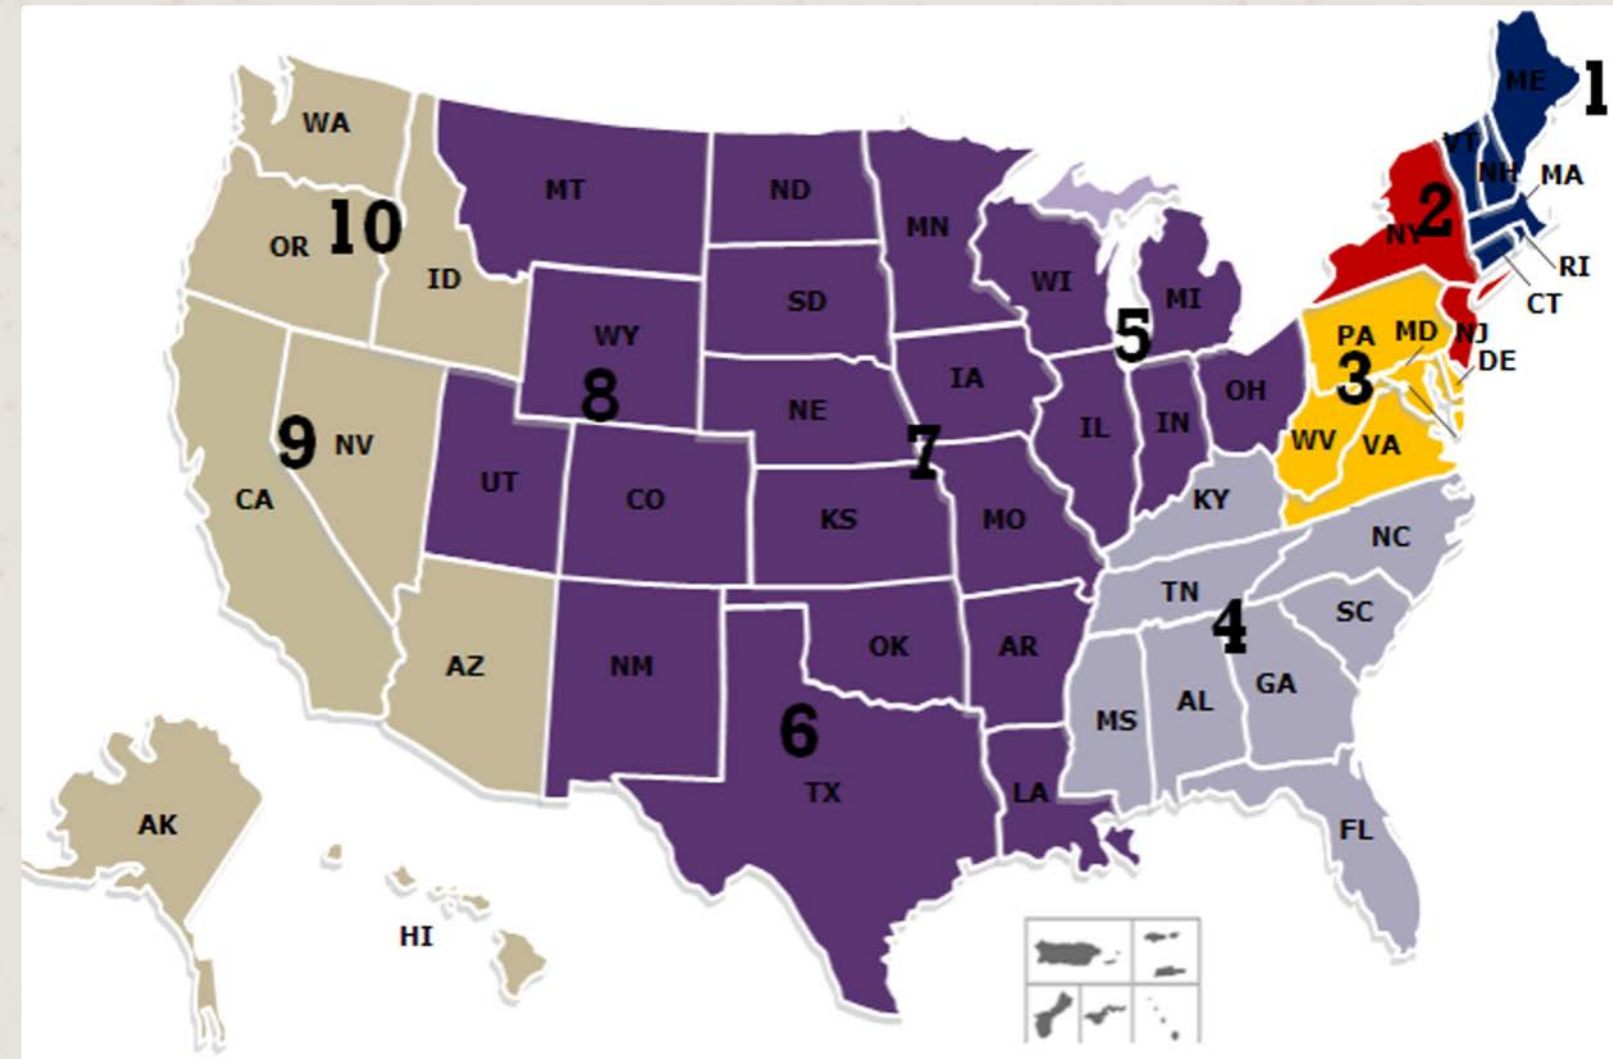 ME
1
WA
VT
NH
MA
MT
ND
MN
2
NY
10
OR
ID
RI
WI
MI
SD
CT
5
WY
PA
MD
NJ
DE
3
8
IA
NE
OH
9
NV
7
IL
IN
WV
VA
UT
CO
CA
KS
MO
KY
NC
TN
4
SC
OK
AR
AZ
NM
GA
6
MS
AL
TX
LA
AK
FL
HI